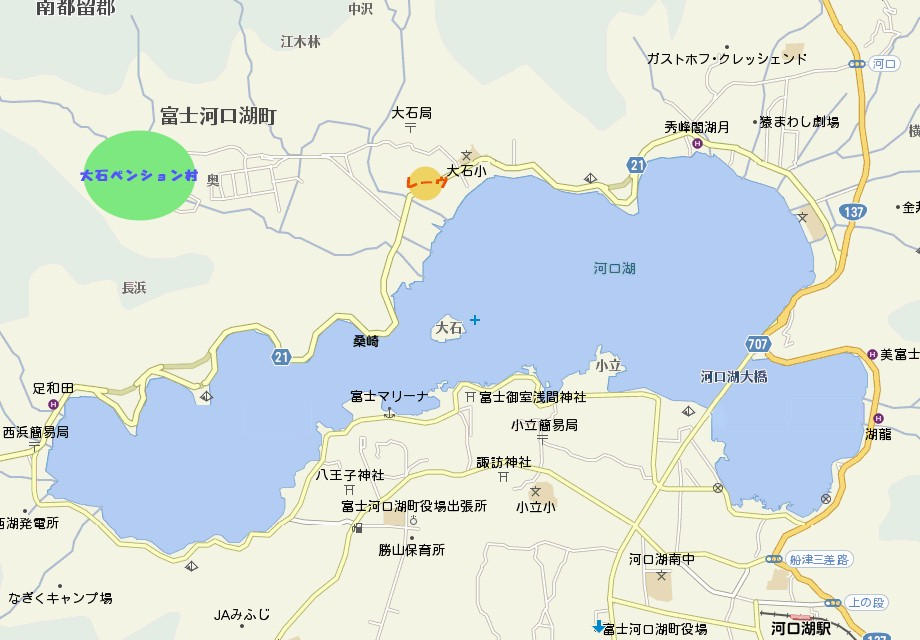 南都留郡
中沢
江木林
ガストホフ・クレッシェンド
河口
富士河口湖町
大石局
秀峰閣湖月
猿まわし劇場
横
21
大石小
大石ペンション村
奥
レーヴ
137
金井
河口湖
長浜
大石
桑崎
21
707
美富士
小立
河口湖大橋
足和田
富士マリーナ
富士御室浅間神社
西浜簡易局
小立簡易局
湖龍
諏訪神社
八王子神社
富士河口湖町役場出張所
小立小
西湖発電所
勝山保育所
河口湖南中
船津三差路
なぎくキャンプ場
上の段
JAみふじ
富士河口湖町役場
河口湖駅
137